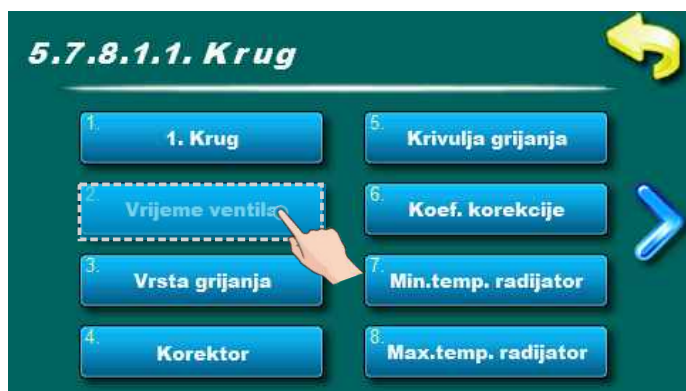 5.7.8.1.1. Krug
1. 1. Krug
2. Vrijeme ventila
3. Vrsta grijanja
4. Korektor
5. Krivulja grijanja
6. Koef. korekcije
7. Min.temp. radijator
8. Max.temp. radijator